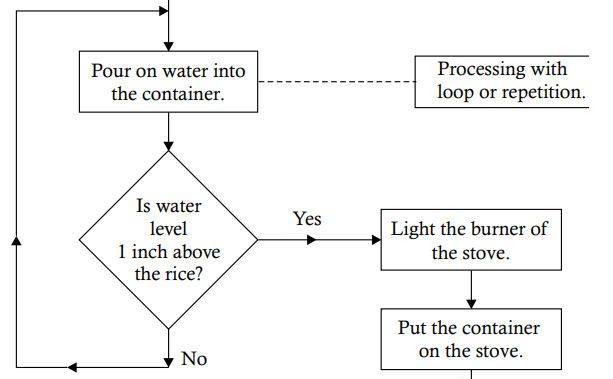 Pour on water into
the container.
Processing with
loop or repetition.
Is water
level
1 inch above
the rice?
Yes
Light the burner of
the stove.
Put the container
on the stove.
No